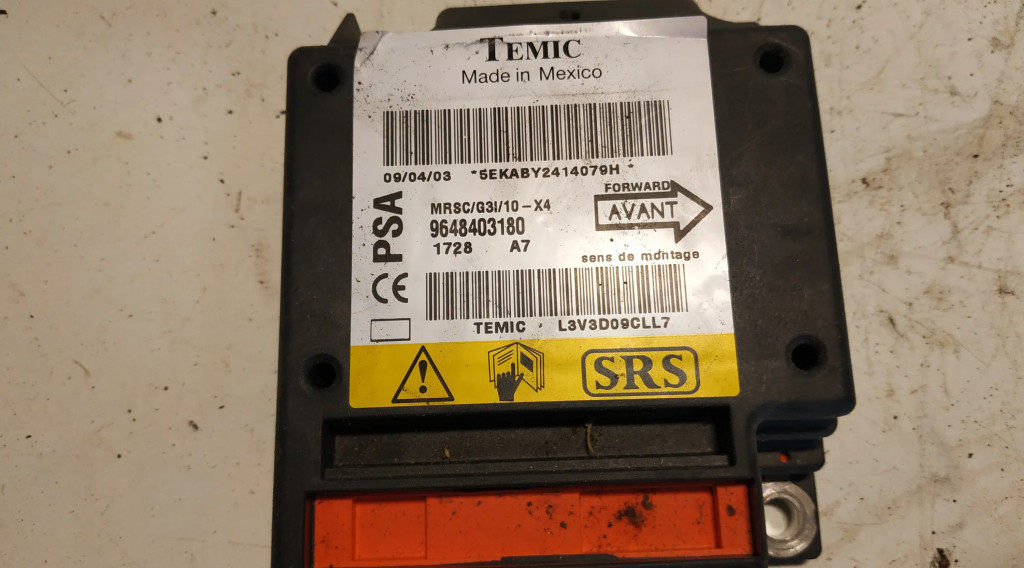 TEMIC
Made in Mexico
09/04/03 *5EKABY2414079H *
FORWARD
AVANT
sens de montage
PSA
MRSC/G3I/10-X4
9648403180
1728 A7
CE
TEMIC L3V3D09CLL7
SRS